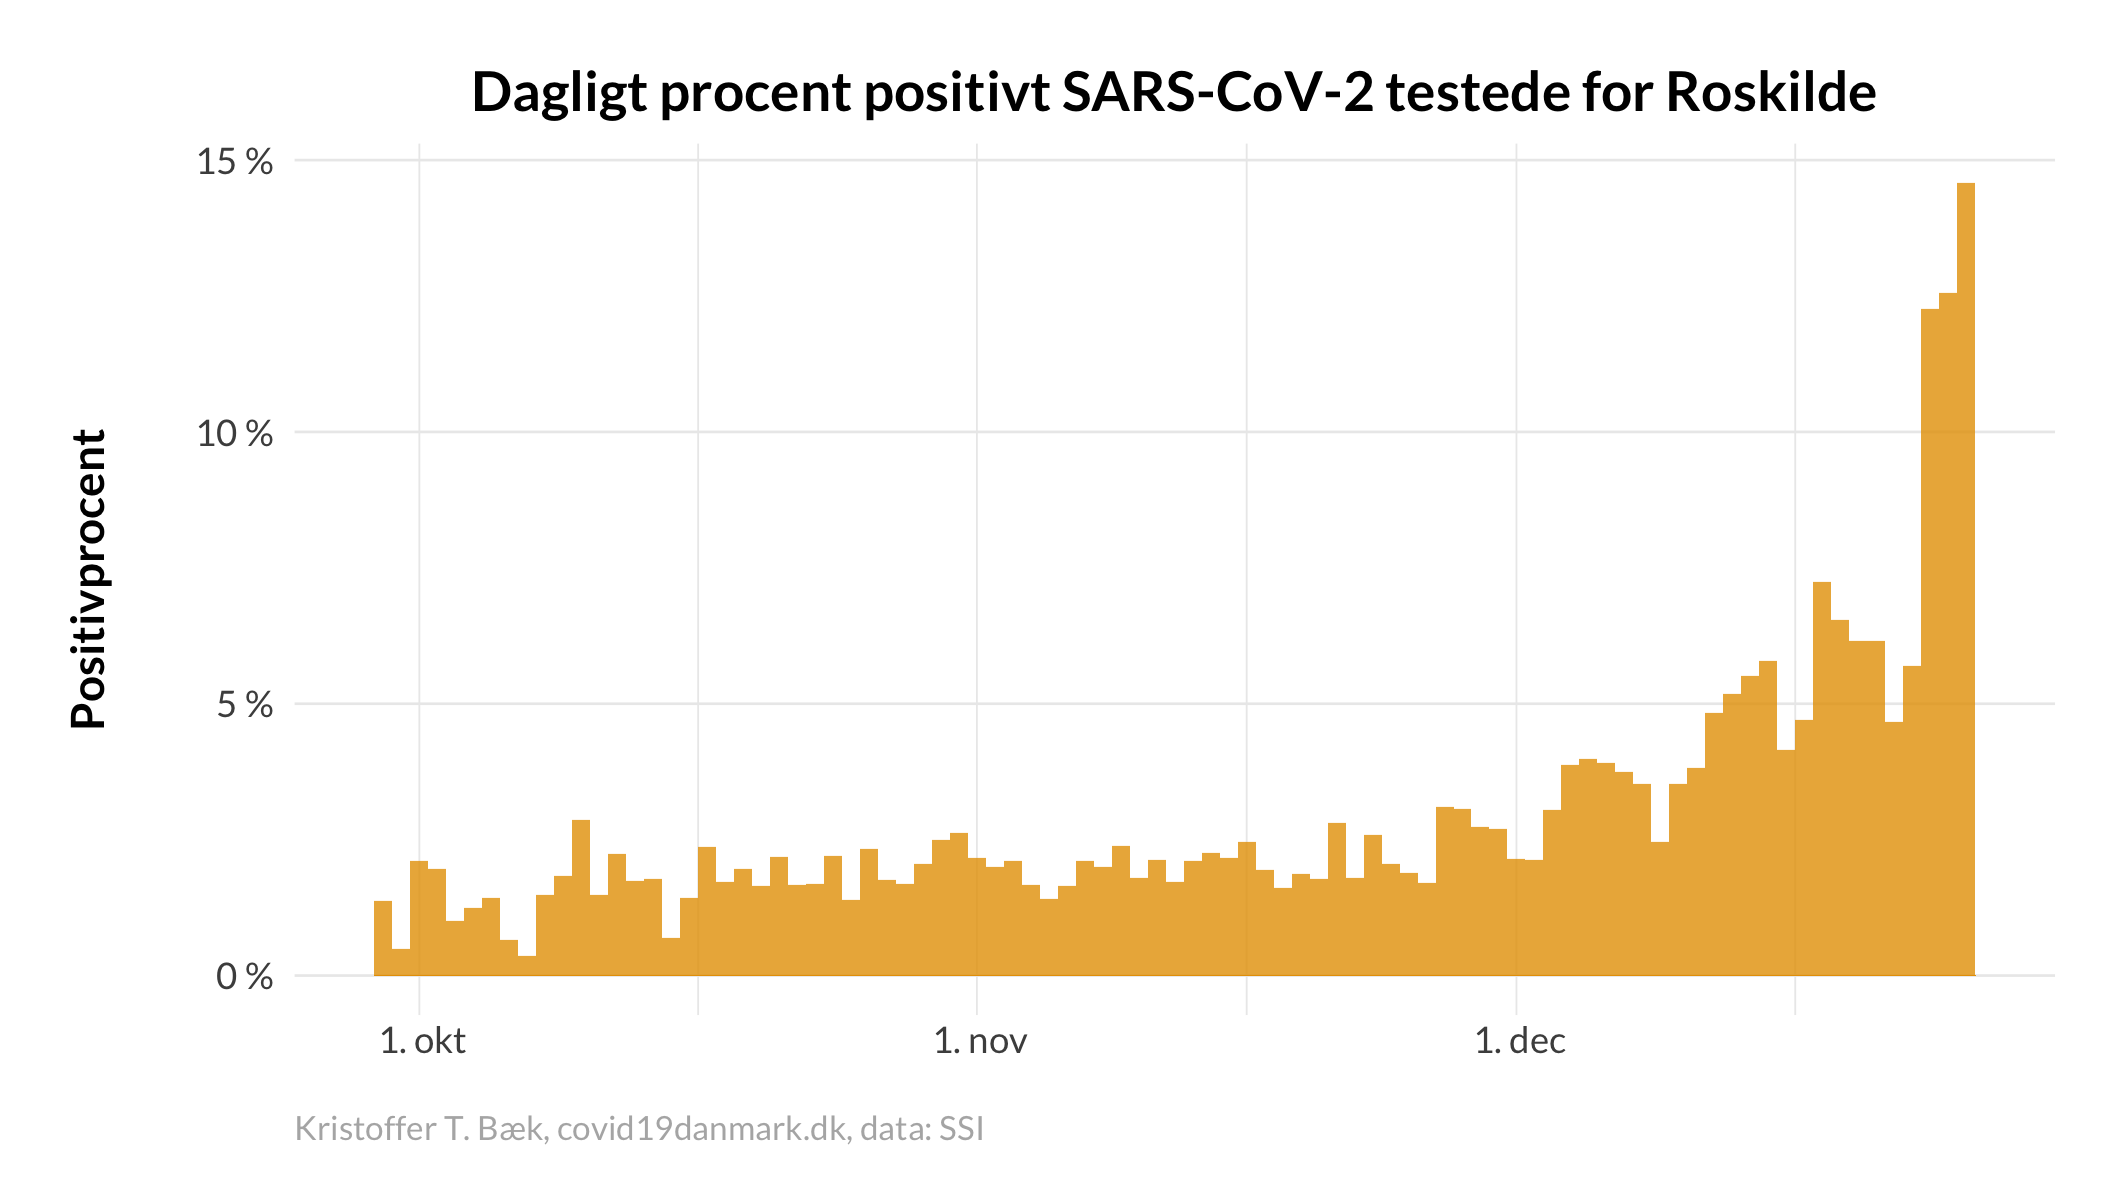 Dagligt procent positivt SARS-CoV-2 testede for Roskilde
Positivprocent
15 %
10 %
5 %
0 %
1. okt
1. nov
1. dec
Kristoffer T. Bæk, covid19danmark.dk, data: SSI